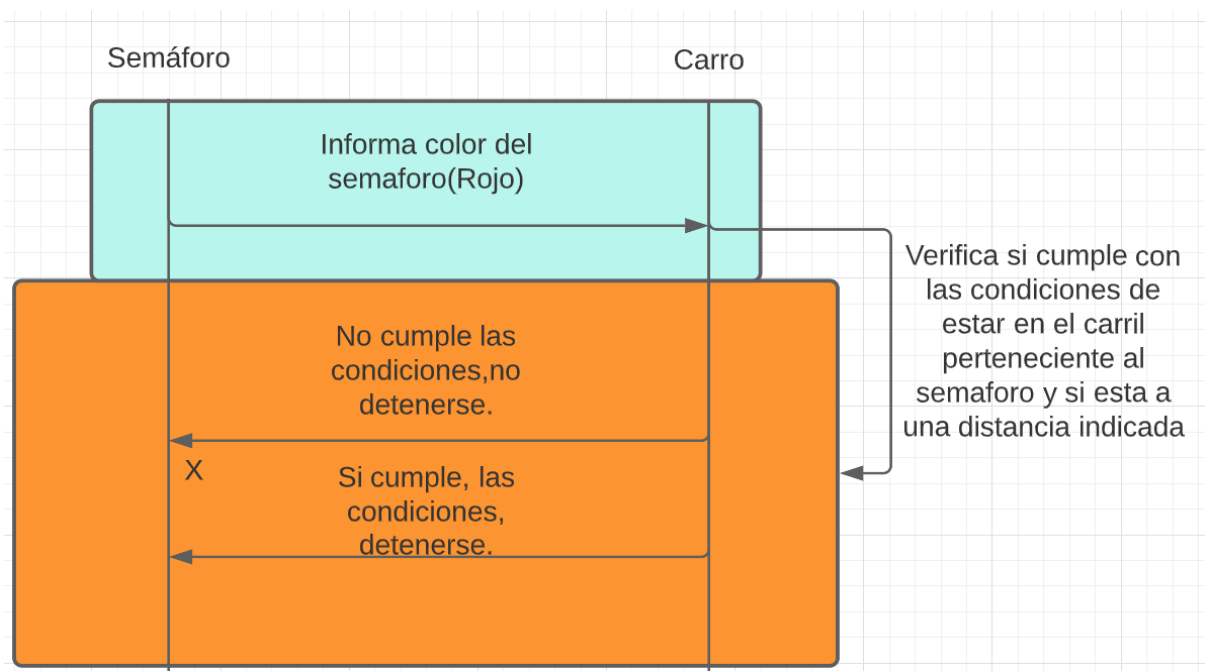 Semáforo
Carro
Informa color del
semaforo(Rojo)
Verifica si cumple con
las condiciones de
estar en el carril
perteneciente al
semaforo y si esta a
una distancia indicada
No cumple las
condiciones,no
detenerse.
X
Si cumple, las
condiciones,
detenerse.